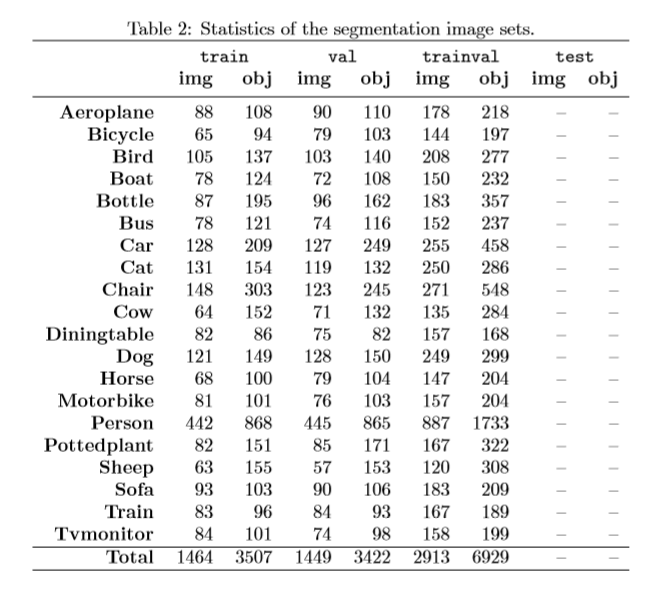 Table 2: Statistics of the segmentation image sets.
train val trainval test
img obj img obj img obj img obj
Aeroplane 88 108 90 110 178 218 – –
Bicycle 65 94 79 103 144 197 – –
Bird 105 137 103 140 208 277 – –
Boat 78 124 72 108 150 232 – –
Bottle 87 195 96 162 183 357 – –
Bus 78 121 74 116 152 237 – –
Car 128 209 127 249 255 458 – –
Cat 131 154 119 132 250 286 – –
Chair 148 303 123 245 271 548 – –
Cow 64 152 71 132 135 284 – –
Diningtable 82 86 75 82 157 168 – –
Dog 121 149 128 150 249 299 – –
Horse 68 100 79 104 147 204 – –
Motorbike 81 101 76 103 157 204 – –
Person 442 868 445 865 887 1733 – –
Pottedplant 82 151 85 171 167 322 – –
Sheep 63 155 57 153 120 308 – –
Sofa 93 103 90 106 183 209 – –
Train 83 96 84 93 167 189 – –
Tvmonitor 84 101 74 98 158 199 – –
Total 1464 3507 1449 3422 2913 6929 – –